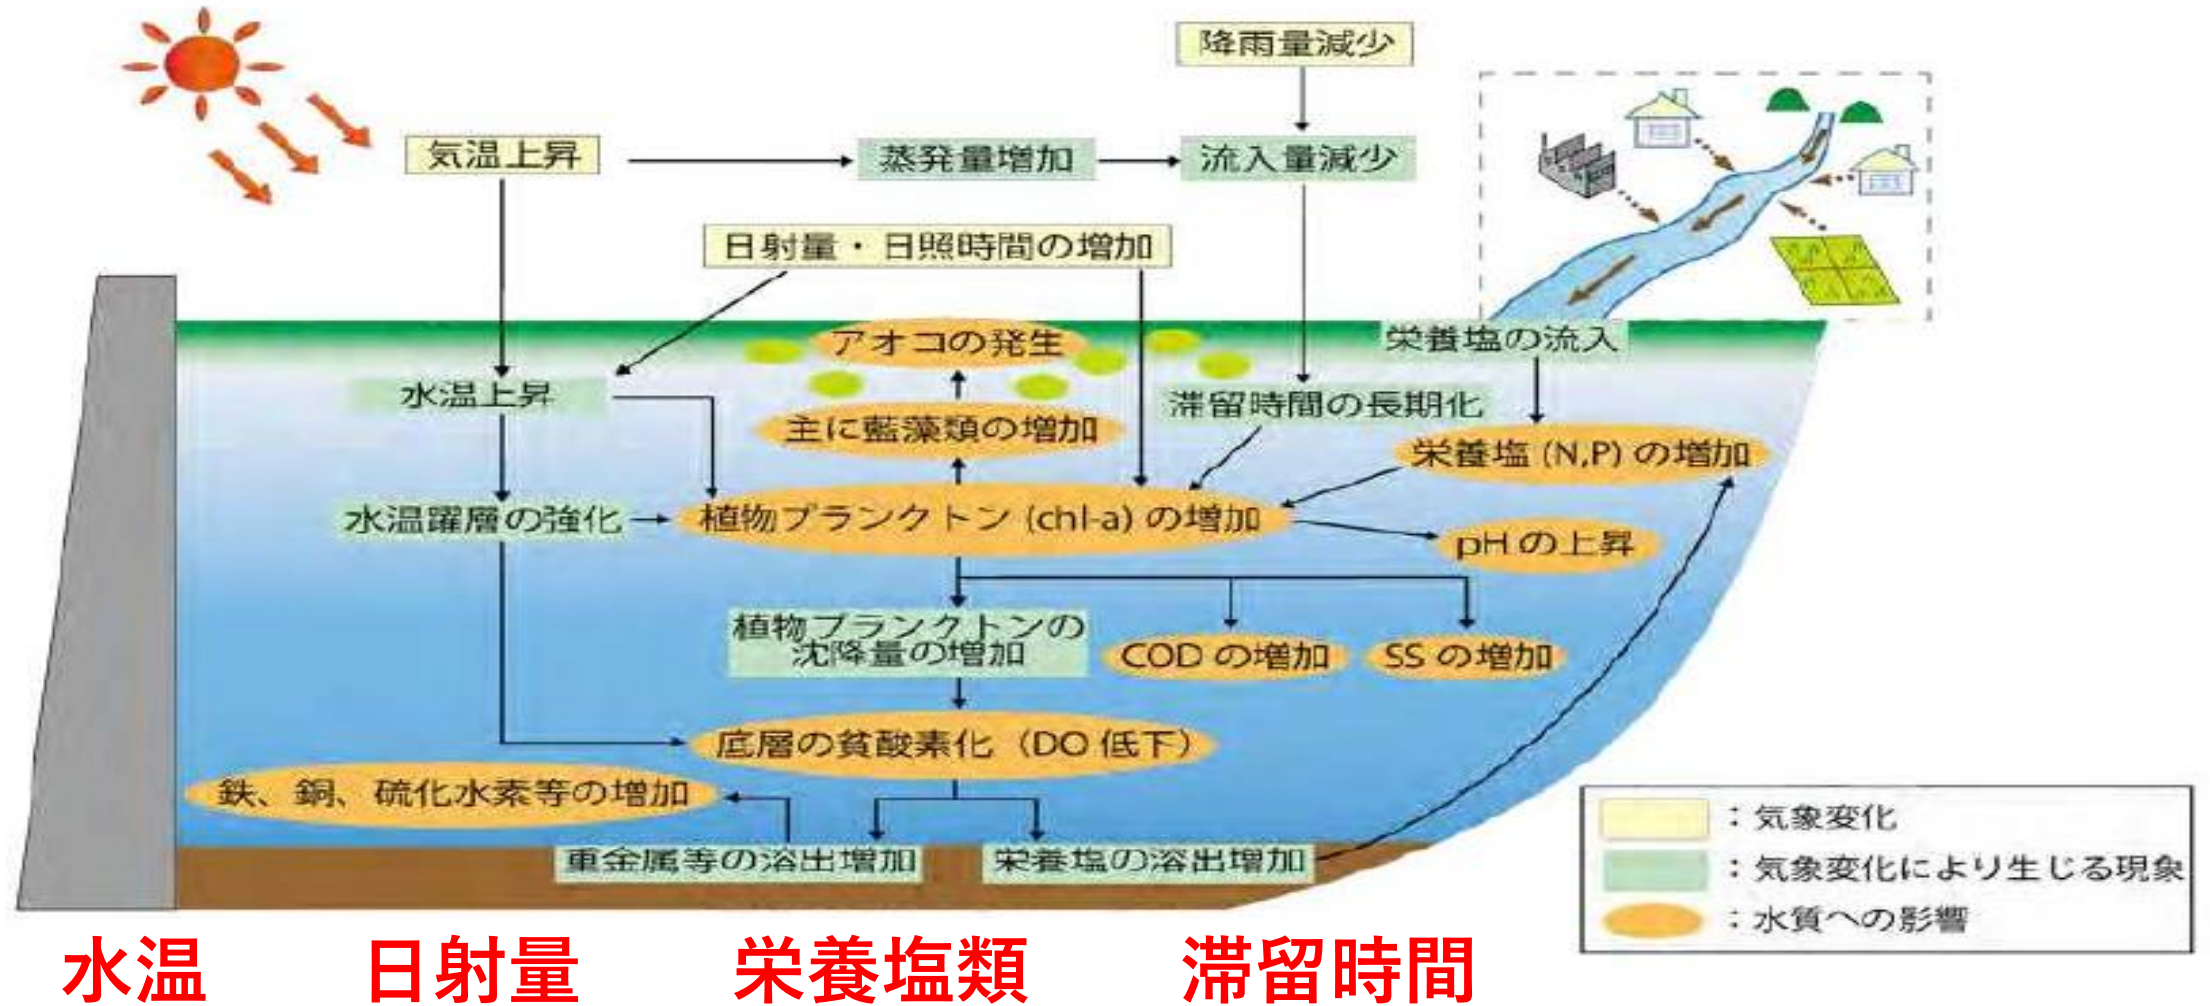 降雨量減少
気温上昇
蒸発量増加
流入量減少
日射量・日照時間の増加
アオコの発生
栄養塩の流入
水温上昇
主に藍藻類の増加
滞留時間の長期化
栄養塩 (N,P) の増加
水温躍層の強化
植物プランクトン (chl-a) の増加
pH の上昇
植物プランクトンの
沈降量の増加
COD の増加
SS の増加
底層の貧酸素化（DO 低下）
鉄、銅、硫化水素等の増加
重金属等の溶出増加
栄養塩の溶出増加
：気象変化
：気象変化により生じる現象
：水質への影響
水温
日射量
栄養塩類
滞留時間